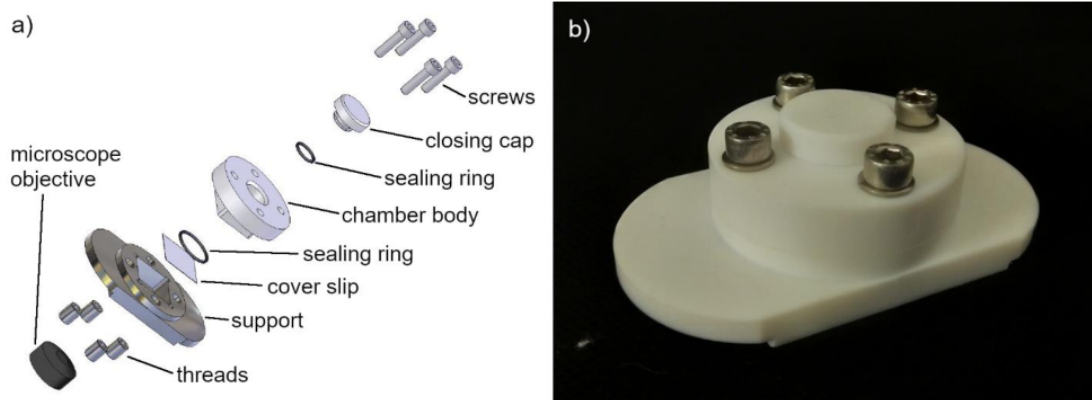 a)
screws
closing cap
sealing ring
microscope
objective
chamber body
sealing ring
cover slip
support
threads
b)